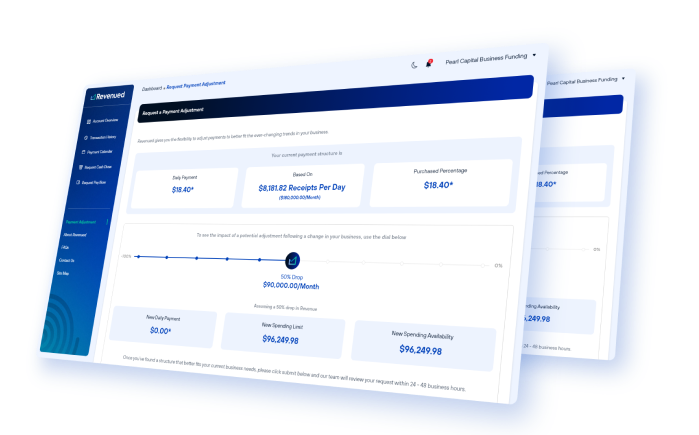 Revenued
Dashboard » Request Payment Adjustment
Pearl Capital Business Funding
Account Overview
Transaction History
Payment Calendar
Request Cash Draw
Request Pay Now
Payment Adjustment
About Revenued
FAQs
Contact Us
Site Map
Request a Payment Adjustment
Revenued gives you the flexibility to adjust payments to better fit the ever-changing trends in your business
Your current payment structure is
Daily Payment
$18.40*
Based On
$8,181.82 Receipts Per Day
($180,000.00/Month)
Purchased Percentage
$18.40*
To see the impact of a potential adjustment following a change in your business, use the dial below
50% Drop
$90,000.00/Month
Assessing a 50% drop in Revenue
New Daily Payment
$0.00*
New Spending Limit
$96,249.98
New Spending Availability
$96,249.98
Once you've found a structure that better fits your current business needs, please click submit below and our team will review your request within 24 - 48 business hours.
Pearl Capital Business Funding
Percentage
8.40*
ding Availability
,249.98
24 - 48 business hours.